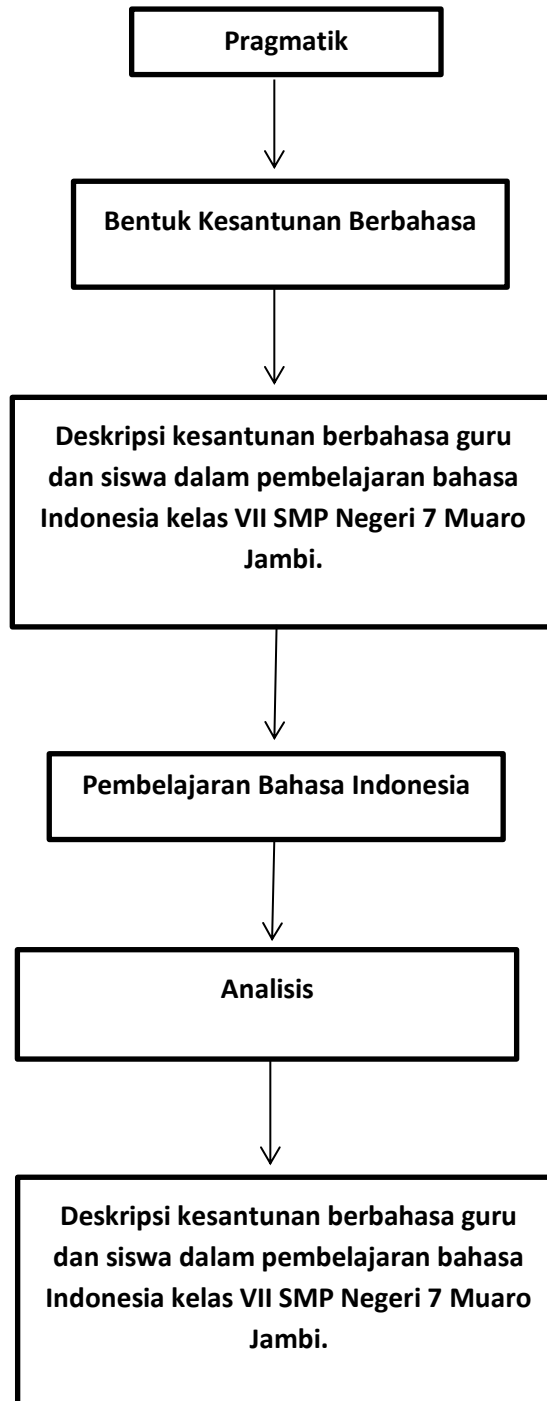 Pragmatik
Bentuk Kesantunan Berbahasa
Deskripsi kesantunan berbahasa guru
dan siswa dalam pembelajaran bahasa
Indonesia kelas VII SMP Negeri 7 Muaro
Jambi.
Pembelajaran Bahasa Indonesia
Analisis
Deskripsi kesantunan berbahasa guru
dan siswa dalam pembelajaran bahasa
Indonesia kelas VII SMP Negeri 7 Muaro
Jambi.